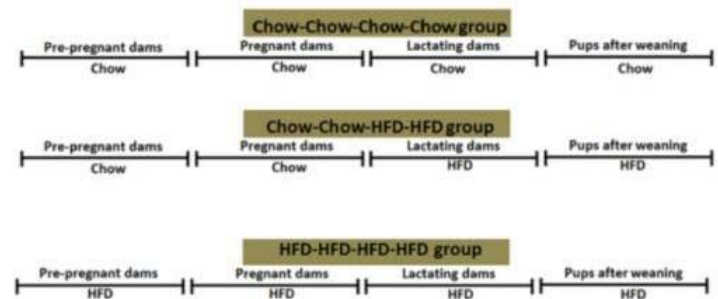 Chow-Chow-Chow-Chow group
Pre-pregnant dams Pregnant dams Lactating dams Pups after weaning
Chow Chow Chow Chow
Chow-Chow-HFD-HFD group
Pre-pregnant dams Pregnant dams Lactating dams Pups after weaning
Chow Chow HFD HFD
HFD-HFD-HFD-HFD group
Pre-pregnant dams Pregnant dams Lactating dams Pups after weaning
HFD HFD HFD HFD